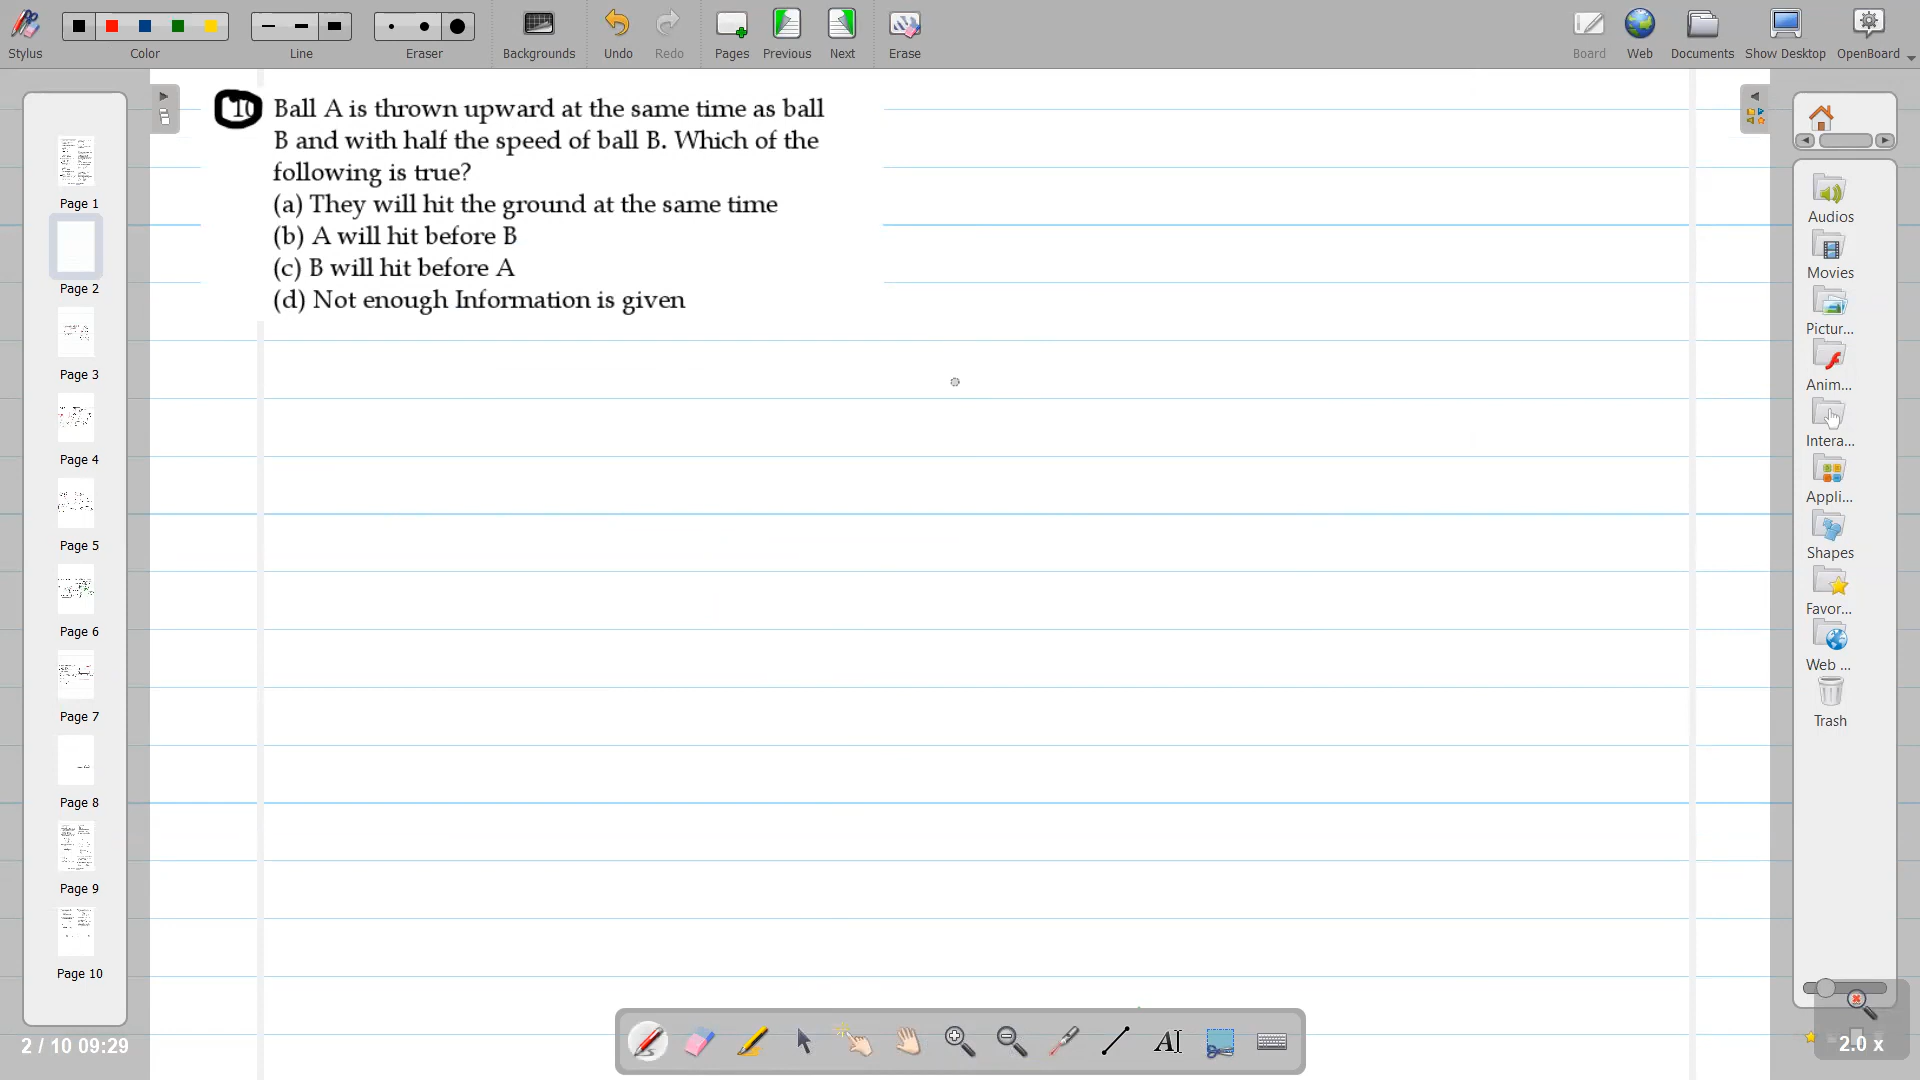 Stylus
Color
Line
Eraser
Backgrounds
Undo
Redo
Pages
Previous
Next
Erase
Board
Web
Documents
Show Desktop
OpenBoard
Page 1
Page 2
Page 3
Page 4
Page 5
Page 6
Page 7
Page 8
Page 9
Page 10
2 / 10 09:29
10 Ball A is thrown upward at the same time as ball
B and with half the speed of ball B. Which of the
following is true?
(a) They will hit the ground at the same time
(b) A will hit before B
(c) B will hit before A
(d) Not enough Information is given
Audios
Movies
Pictur...
Anim...
Intera...
Appli...
Shapes
Favor...
Web ...
Trash
AI
2.0 x